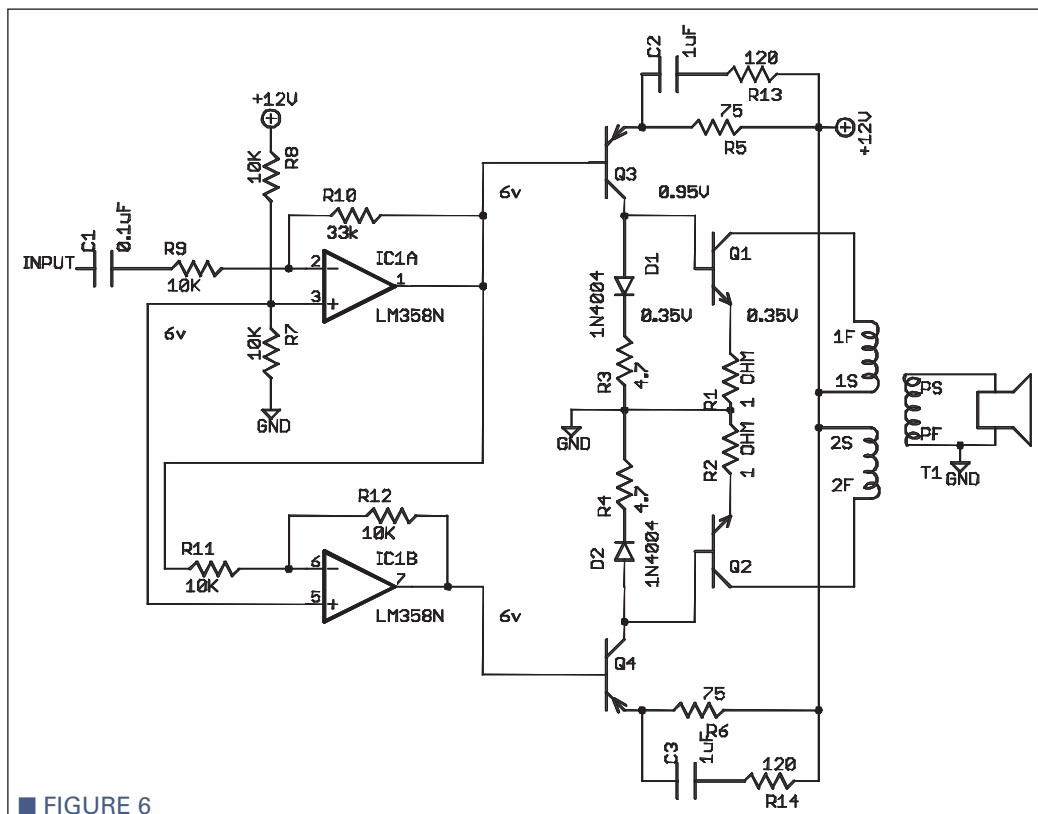 C2
1uF
120
R13
75
R5
+12V
+12V
R8
10K
Q3
0.95V
6v
R10
33k
C1
0.1uF
INPUT
R9
10K
2
3
1
IC1A
LM358N
6v
10K
R7
GND
D1
1N4004
Q1
0.35V
0.35V
R3
4.7
R1
1 OHM
1F
1S
PS
PF
GND
R2
1 OHM
2S
2F
T1
GND
R4
4.7
R12
10K
R11
10K
6
5
7
IC1B
LM358N
6v
D2
1N4004
Q2
Q4
75
R6
C3
1uF
120
R14
FIGURE 6